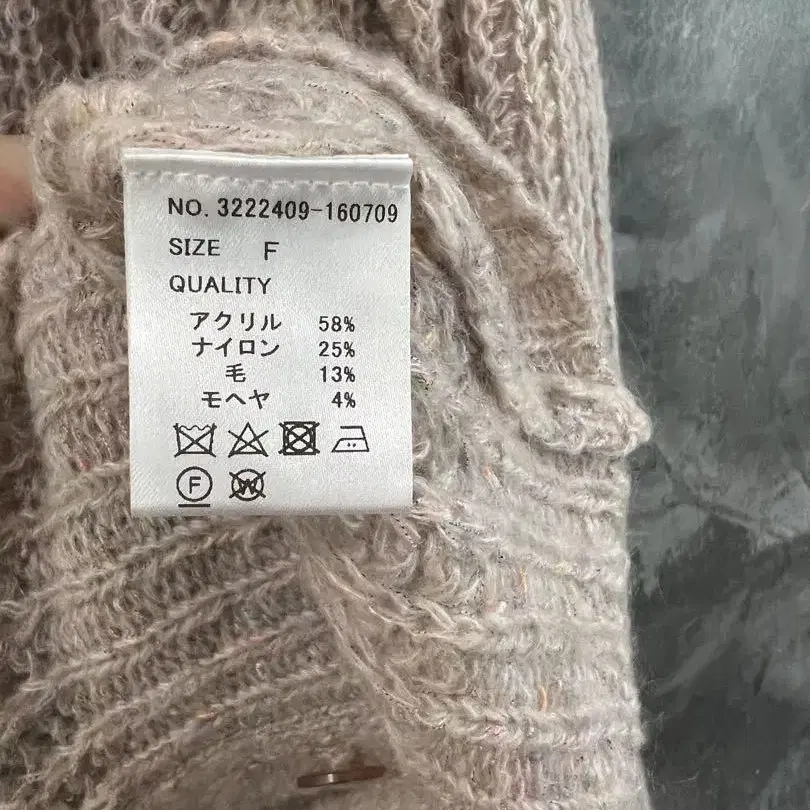 NO. 3222409-160709
SIZE F
QUALITY
アクリル 58%
ナイロン 25%
毛 13%
モヘヤ 4%
F W